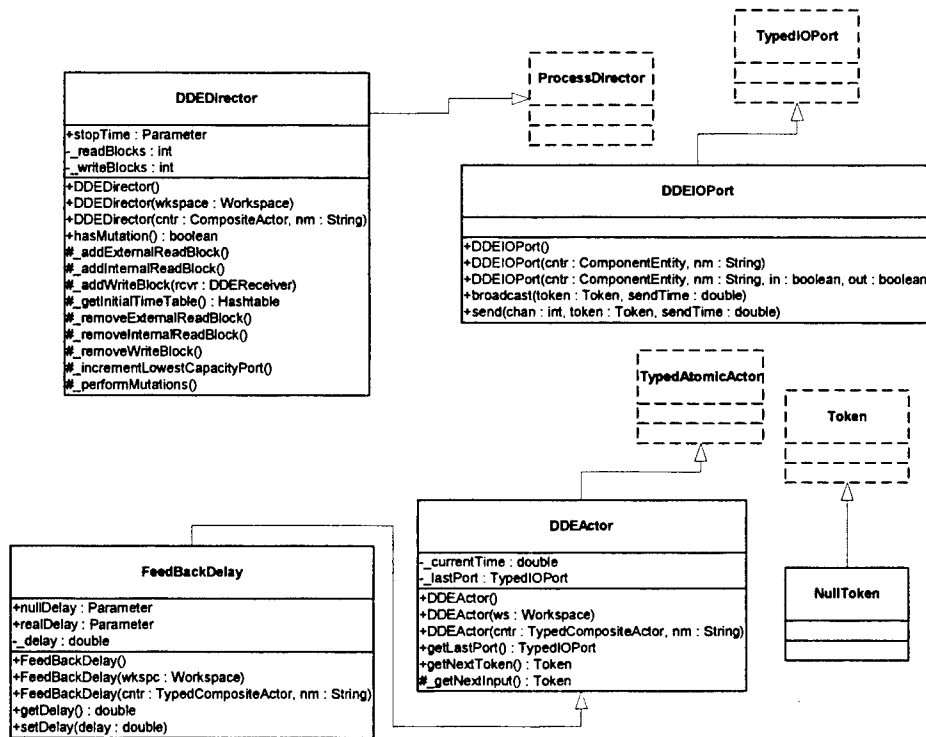 TypedIOPort
ProcessDirector
DDEDirector
+stopTime : Parameter
-_readBlocks : int
-_writeBlocks : int
+DDEDirector()
+DDEDirector(wkspace : Workspace)
+DDEDirector(cntr : CompositeActor, nm : String)
+hasMutation() : boolean
#_addExternalReadBlock()
#_addInternalReadBlock()
#_addWriteBlock(rcvr : DDEReceiver)
#_getInitialTimeTable() : Hashtable
#_removeExternalReadBlock()
#_removeInternalReadBlock()
#_removeWriteBlock()
#_incrementLowestCapacityPort()
#_performMutations()
DDEIOPort
+DDEIOPort()
+DDEIOPort(cntr : ComponentEntity, nm : String)
+DDEIOPort(cntr : ComponentEntity, nm : String, in : boolean, out : boolean
+broadcast(token : Token, sendTime : double)
+send(chan : int, token : Token, sendTime : double)
TypedAtomicActor
Token
DDEActor
-_currentTime : double
-_lastPort : TypedIOPort
+DDEActor()
+DDEActor(ws : Workspace)
+DDEActor(cntr : TypedCompositeActor, nm : String)
+getLastPort() : TypedIOPort
+getNextToken() : Token
#_getNextInput() : Token
NullToken
FeedBackDelay
+nullDelay : Parameter
+realDelay : Parameter
-_delay : double
+FeedBackDelay()
+FeedBackDelay(wkspc : Workspace)
+FeedBackDelay(cntr : TypedCompositeActor, nm : String)
+getDelay() : double
+setDelay(delay : double)